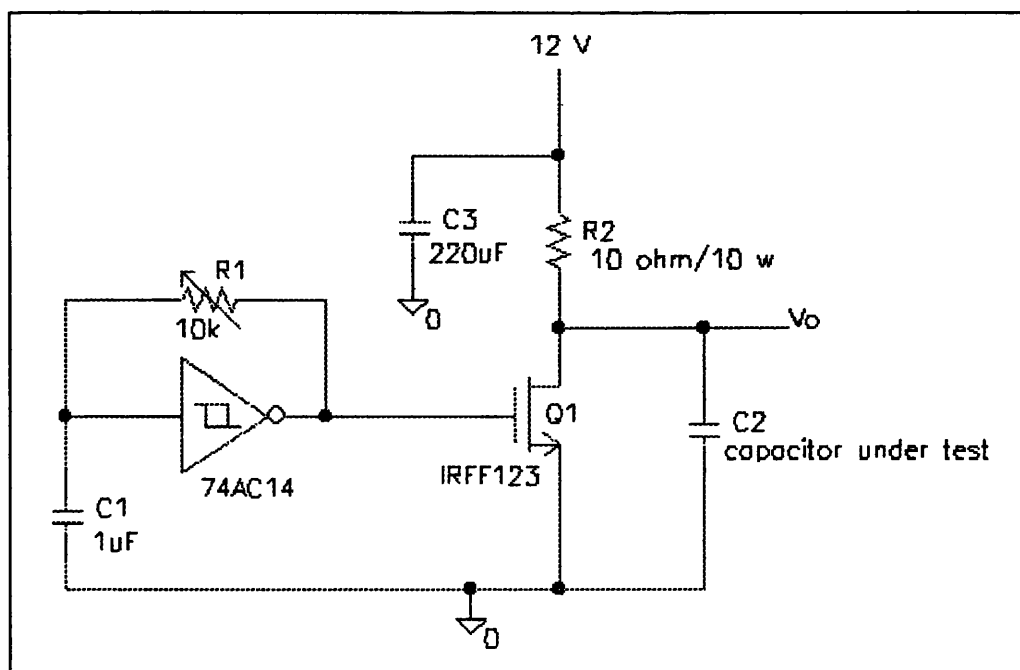 12 V
C3
220uF
R2
10 ohm/10 w
0
R1
10k
Vo
Q1
IRFF123
C2
capacitor under test
74AC14
C1
1uF
0